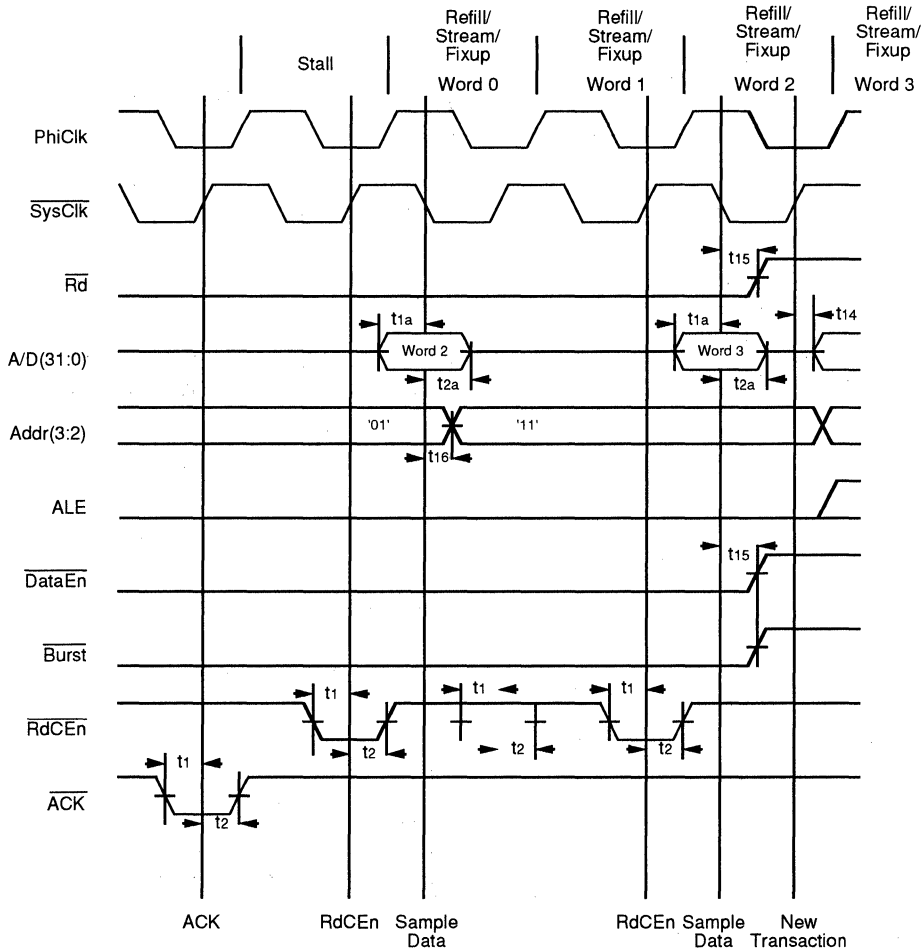 Refill/
Stream/
Fixup
Refill/
Stream/
Fixup
Refill/
Stream/
Fixup
Refill/
Stream/
Fixup
Stall
Word 0
Word 1
Word 2
Word 3
PhiClk
SysClk
Rd
t15
A/D(31:0)
t1a
Word 2
t2a
t1a
Word 3
t2a
t14
Addr(3:2)
'01'
'11'
t16
ALE
DataEn
t15
Burst
RdCEn
t1
t2
t1
t2
t1
t2
ACK
t1
t2
ACK
RdCEn
Sample
Data
RdCEn
Sample
Data
New
Transaction